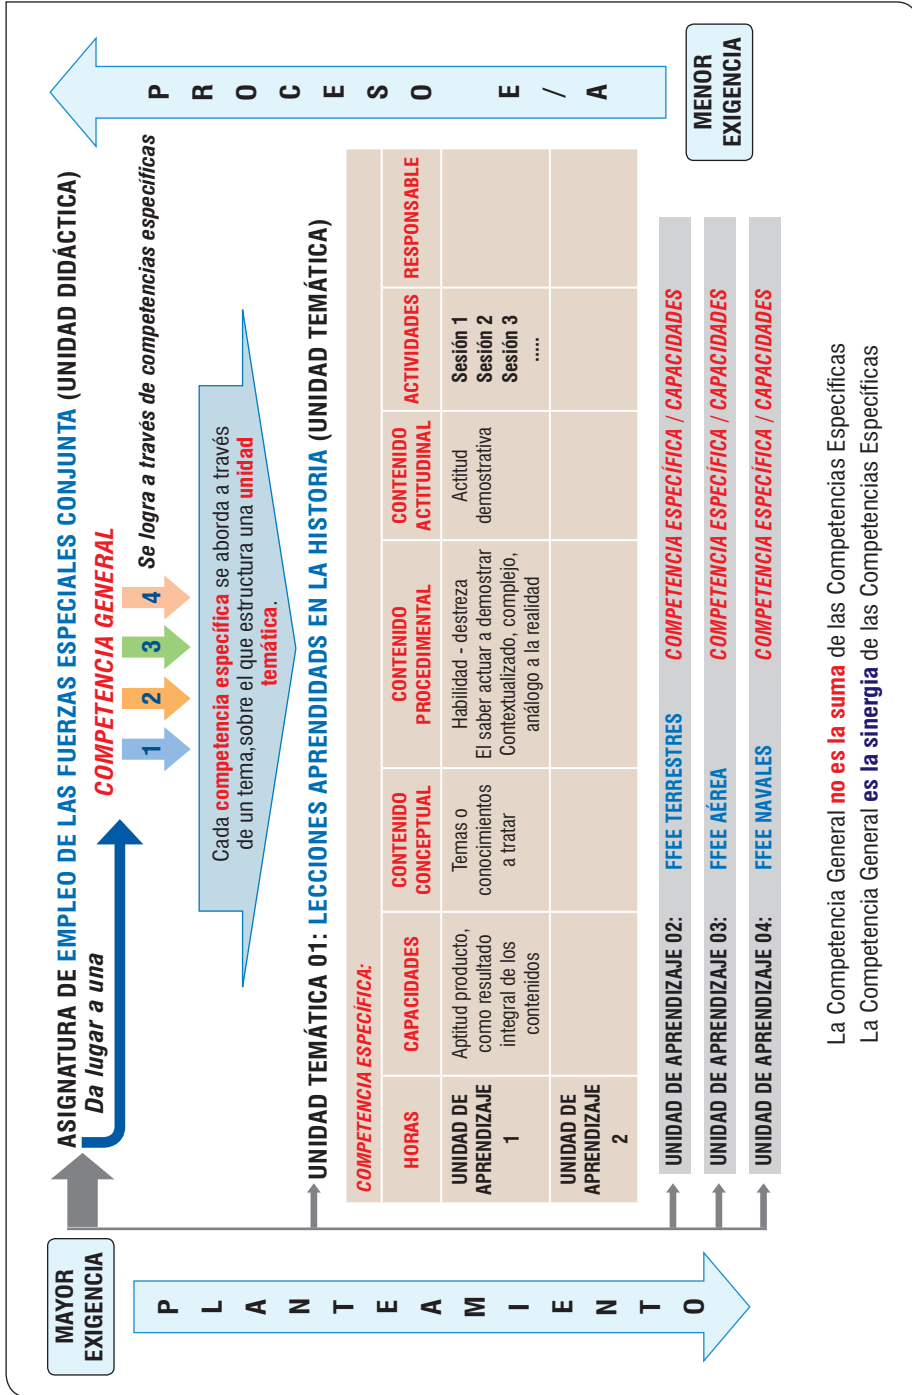 MAYOR
EXIGENCIA
PLANTEAMIENTO
ASIGNATURA DE EMPLEO DE LAS FUERZAS ESPECIALES CONJUNTA (UNIDAD DIDÁCTICA)
Da lugar a una
COMPETENCIA GENERAL
1 2 3 4
Se logra a través de competencias específicas
Cada competencia específica se aborda a través
de un tema,sobre el que estructura una unidad
temática.
UNIDAD TEMÁTICA 01: LECCIONES APRENDIDADS EN LA HISTORIA (UNIDAD TEMÁTICA)
COMPETENCIA ESPECÍFICA:
HORAS
CAPACIDADES
CONTENIDO
CONCEPTUAL
CONTENIDO
PROCEDIMENTAL
CONTENIDO
ACTITUDINAL
ACTIVIDADES
RESPONSABLE
UNIDAD DE
APRENDIZAJE
1
Aptitud producto,
como resultado
integral de los
contenidos
Temas o
conocimientos
a tratar
Habilidad - destreza
El saber actuar a demostrar
Contextualizado, complejo,
análogo a la realidad
Actitud
demostrativa
Sesión 1
Sesión 2
Sesión 3
.....
UNIDAD DE
APRENDIZAJE
2
UNIDAD DE APRENDIZAJE 02: FFEE TERRESTRES COMPETENCIA ESPECÍFICA / CAPACIDADES
UNIDAD DE APRENDIZAJE 03: FFEE AÉREA COMPETENCIA ESPECÍFICA / CAPACIDADES
UNIDAD DE APRENDIZAJE 04: FFEE NAVALES COMPETENCIA ESPECÍFICA / CAPACIDADES
PROCESO E/A
MENOR
EXIGENCIA
La Competencia General no es la suma de las Competencias Específicas
La Competencia General es la sinergia de las Competencias Específicas